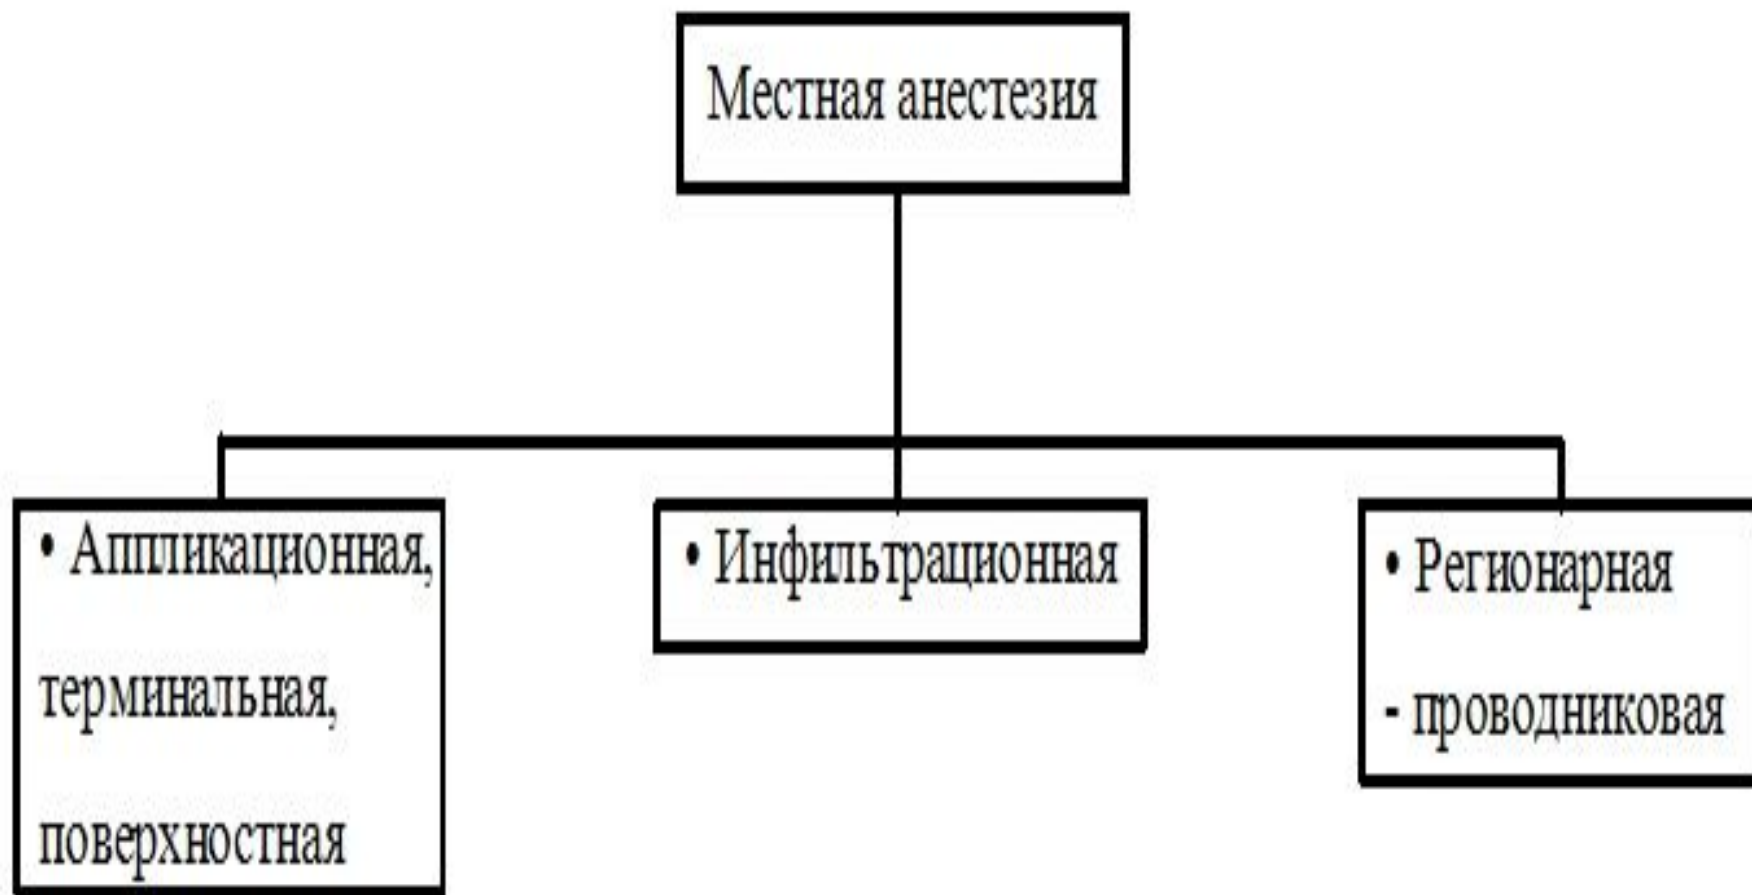 Местная анестезия
• Аппликационная,
терминальная,
поверхностная
• Инфильтрационная
• Регионарная
- проводниковая